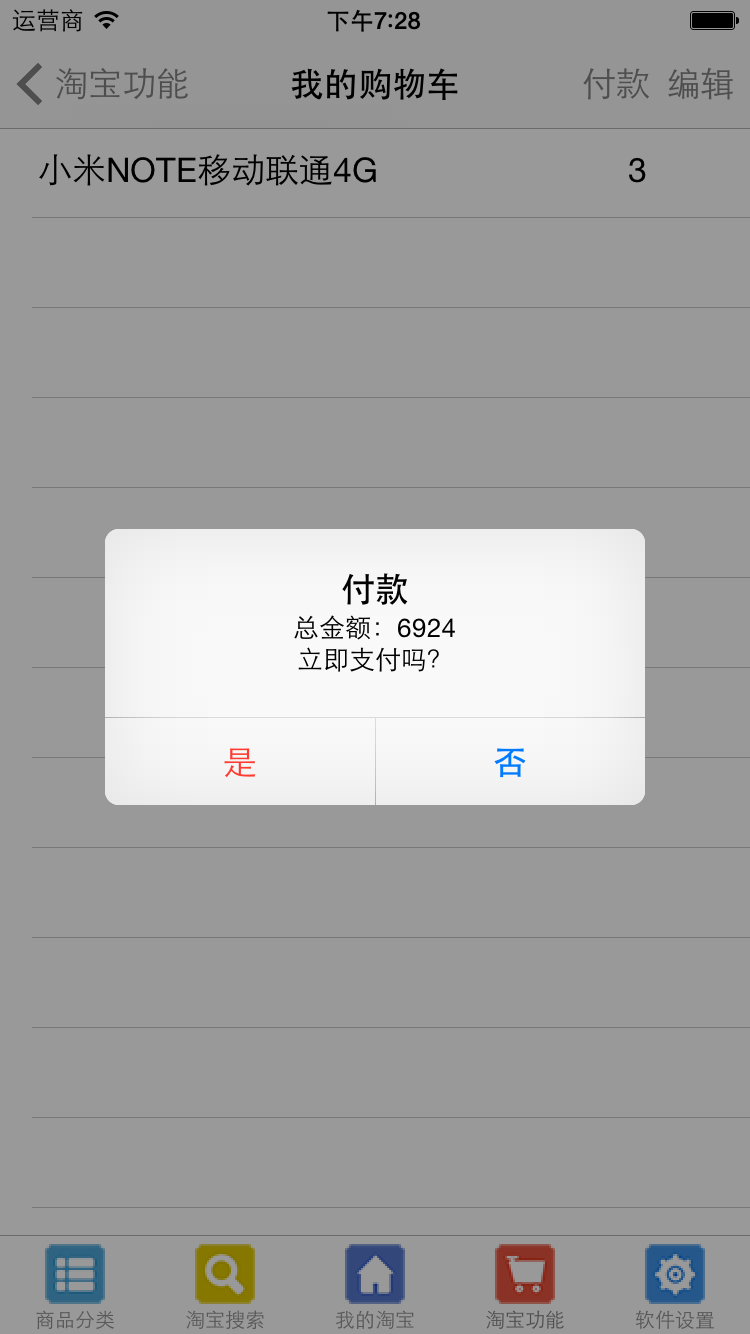 运营商 下午7:28
淘宝功能 我的购物车 付款 编辑
小米NOTE移动联通4G 3
付款
总金额：6924
立即支付吗?
是 否
商品分类 淘宝搜索 我的淘宝 淘宝功能 软件设置